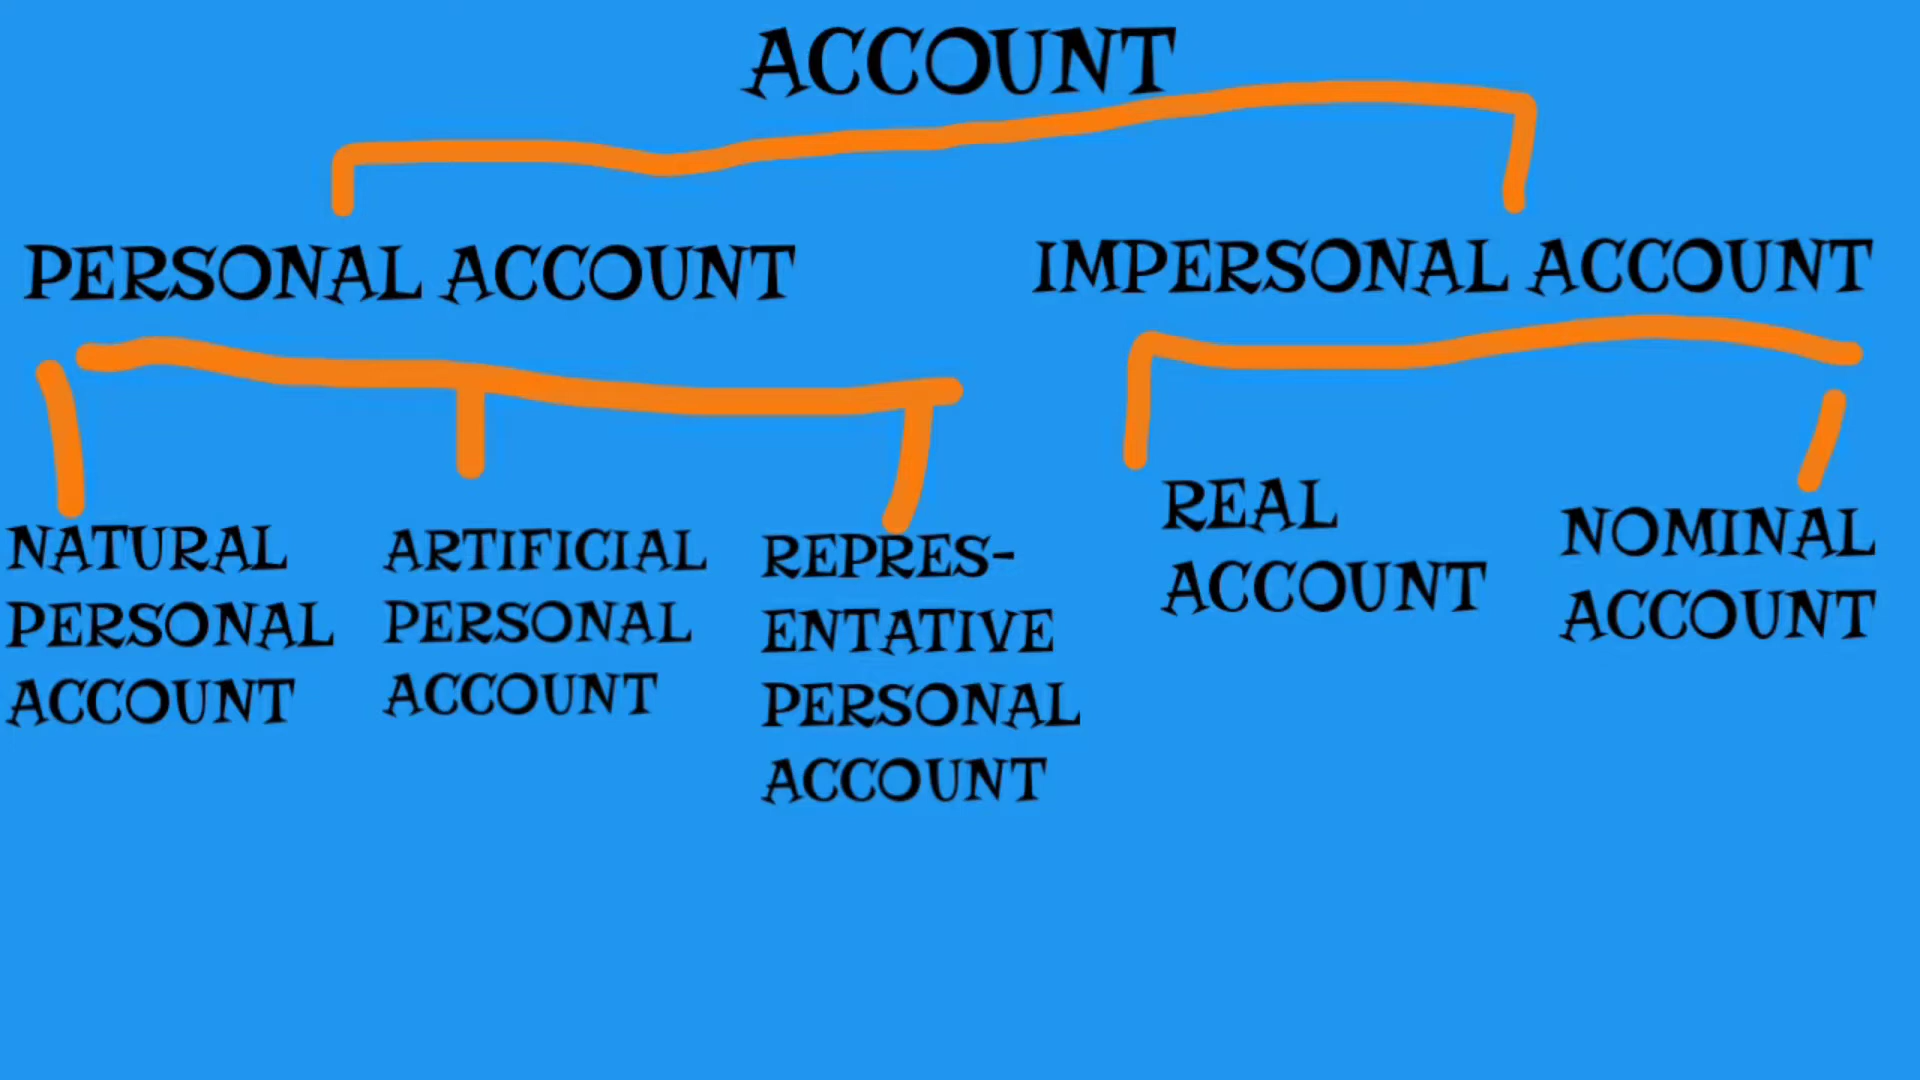 ACCOUNT
PERSONAL ACCOUNT
IMPERSONAL ACCOUNT
NATURAL
PERSONAL
ACCOUNT
ARTIFICIAL
PERSONAL
ACCOUNT
REPRES-
ENTATIVE
PERSONAL
ACCOUNT
REAL
ACCOUNT
NOMINAL
ACCOUNT